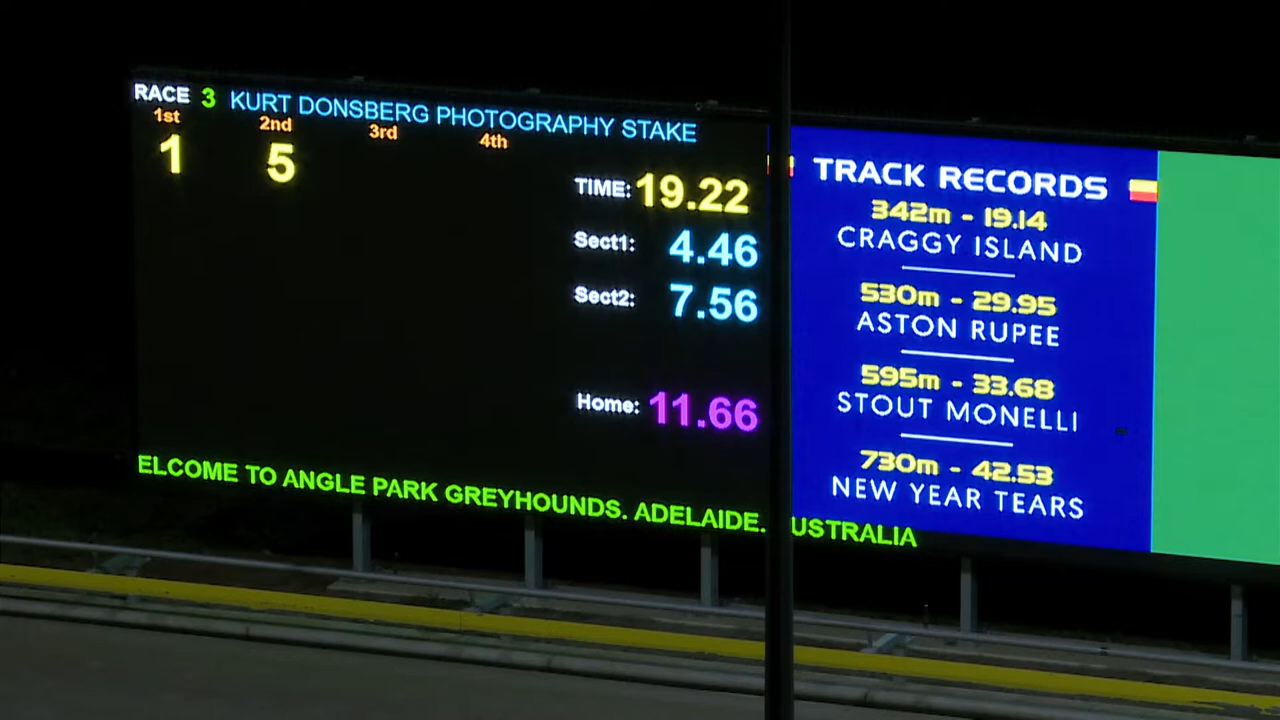 RACE 3 KURT DONSBERG PHOTOGRAPHY STAKE
1st 2nd 3rd 4th
1 5
TIME: 19.22
Sect1: 4.46
Sect2: 7.56
Home: 11.66
ELCOME TO ANGLE PARK GREYHOUNDS. ADELAIDE. USTRALIA
TRACK RECORDS
342m - 19.14
CRAGGY ISLAND
530m - 29.95
ASTON RUPEE
595m - 33.68
STOUT MONELLI
730m - 42.53
NEW YEAR TEARS